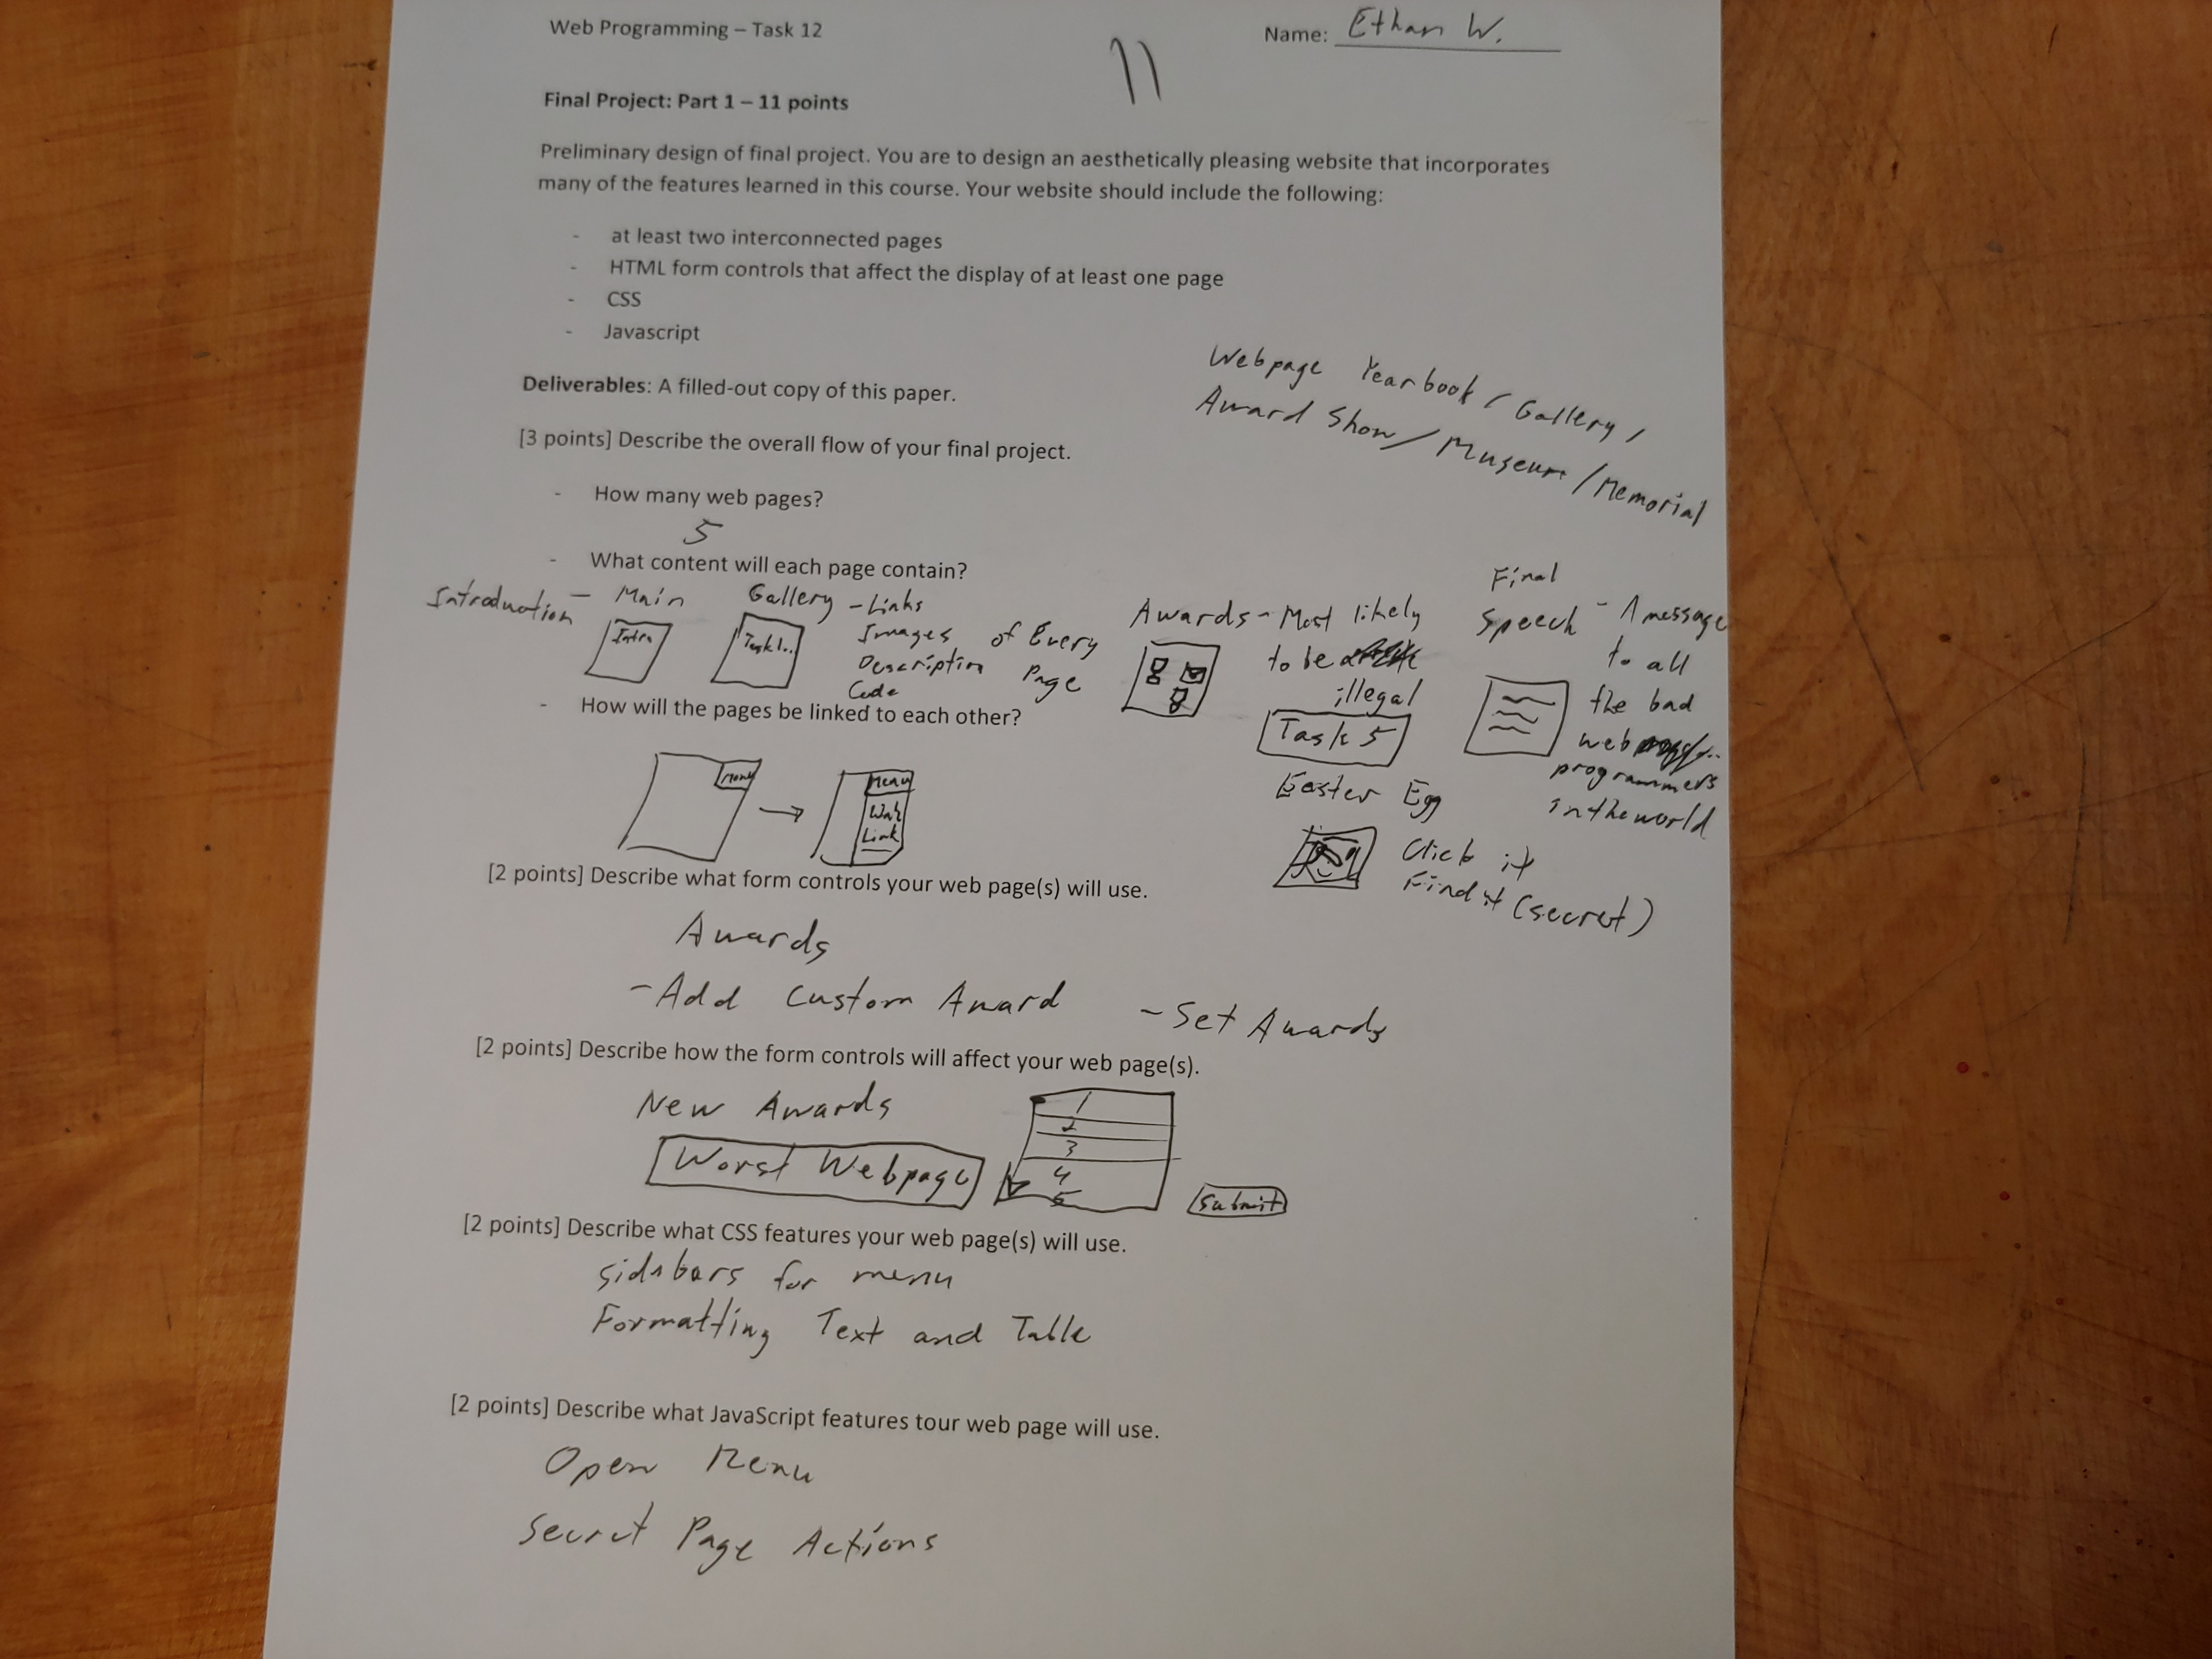 Web Programming – Task 12
Name: Ethan W.
11
Final Project: Part 1 – 11 points
Preliminary design of final project. You are to design an aesthetically pleasing website that incorporates
many of the features learned in this course. Your website should include the following:
- at least two interconnected pages
- HTML form controls that affect the display of at least one page
- CSS
- Javascript
Webpage Yearbook / Gallery /
Award Show / Museum / Memorial
Deliverables: A filled-out copy of this paper.
[3 points] Describe the overall flow of your final project.
- How many web pages?
5
- What content will each page contain?
Introduction – Main
Intro
Gallery – Links
Images of Every
Description Page
Code
Task 1..
Awards – Most likely
to be
illegal
Task 5
Final
Speech – A message
to all
the bad
web
programmers
in the world
Easter Egg
Click it
Find it (secret)
- How will the pages be linked to each other?
Menu
Menu
Link
[2 points] Describe what form controls your web page(s) will use.
Awards
- Add Custom Award - Set Awards
[2 points] Describe how the form controls will affect your web page(s).
New Awards
Worst Webpage
1
2
3
4
5
Submit
[2 points] Describe what CSS features your web page(s) will use.
sidebars for menu
Formatting Text and Table
[2 points] Describe what JavaScript features tour web page will use.
Open Menu
Secret Page Actions